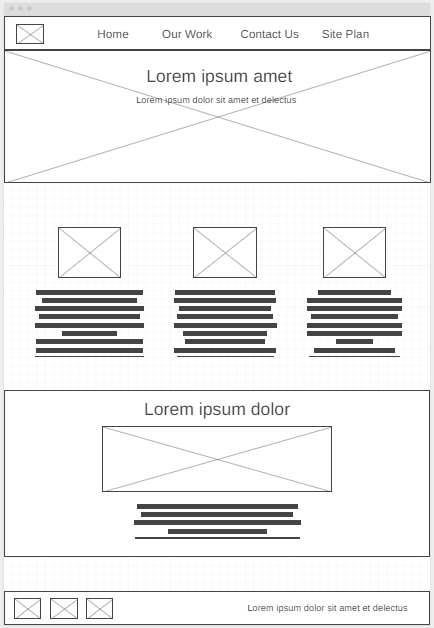 Home Our Work Contact Us Site Plan
Lorem ipsum amet
Lorem ipsum dolor sit amet et delectus
Lorem ipsum dolor
Lorem ipsum dolor sit amet et delectus